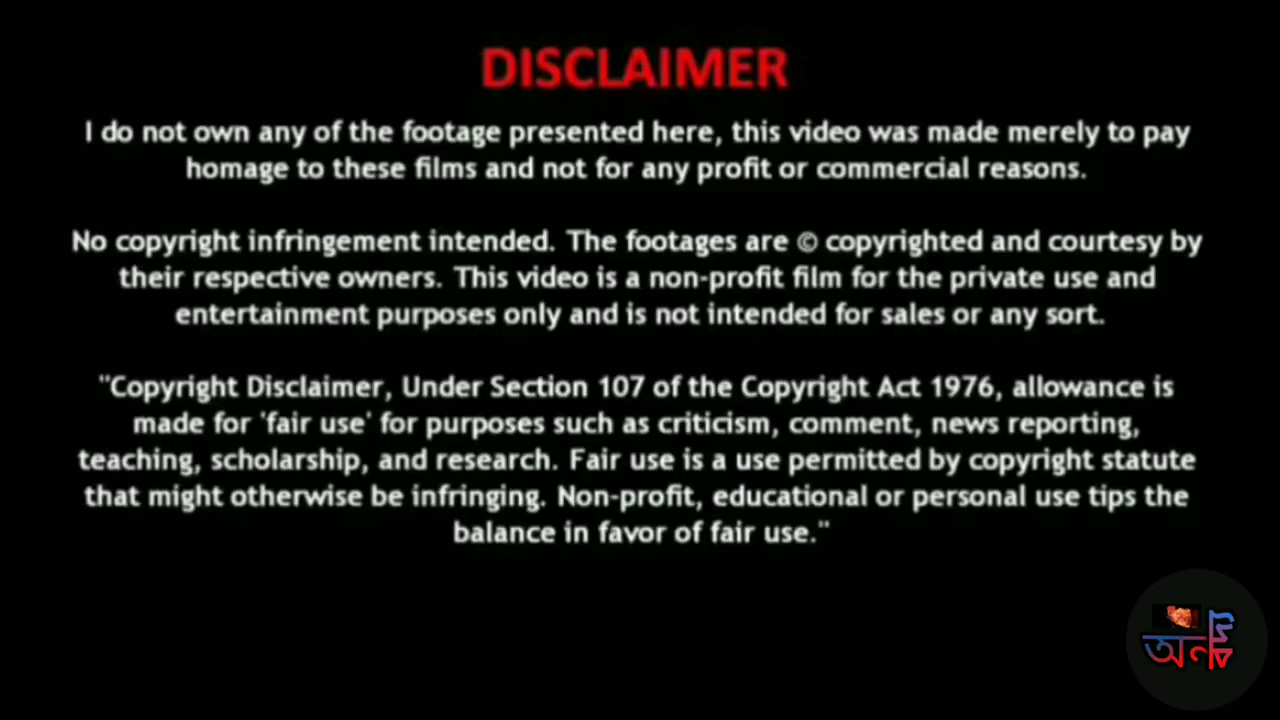 DISCLAIMER
I do not own any of the footage presented here, this video was made merely to pay
homage to these films and not for any profit or commercial reasons.
No copyright infringement intended. The footages are © copyrighted and courtesy by
their respective owners. This video is a non-profit film for the private use and
entertainment purposes only and is not intended for sales or any sort.
"Copyright Disclaimer, Under Section 107 of the Copyright Act 1976, allowance is
made for 'fair use' for purposes such as criticism, comment, news reporting,
teaching, scholarship, and research. Fair use is a use permitted by copyright statute
that might otherwise be infringing. Non-profit, educational or personal use tips the
balance in favor of fair use."